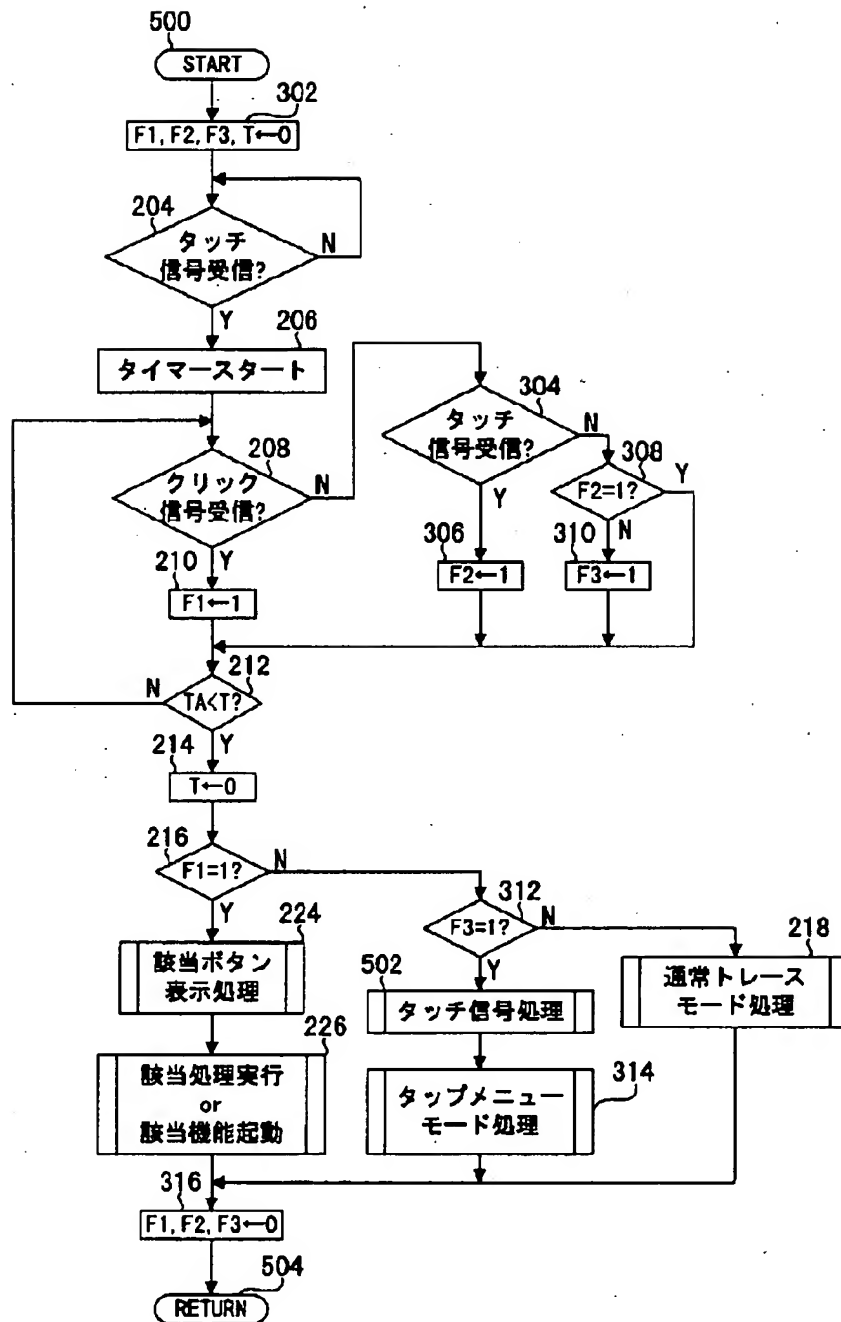 500
START
302
F1, F2, F3, T←0
204
タッチ
信号受信?
N
Y
206
タイマースタート
304
タッチ
信号受信?
N
Y
208
クリック
信号受信?
N
Y
308
F2=1?
Y
N
210
F1←1
306
F2←1
310
F3←1
212
TA<T?
N
Y
214
T←0
216
F1=1?
N
Y
312
F3=1?
N
Y
224
該当ボタン
表示処理
502
タッチ信号処理
218
通常トレース
モード処理
226
該当処理実行
or
該当機能起動
314
タップメニュー
モード処理
316
F1, F2, F3←0
504
RETURN